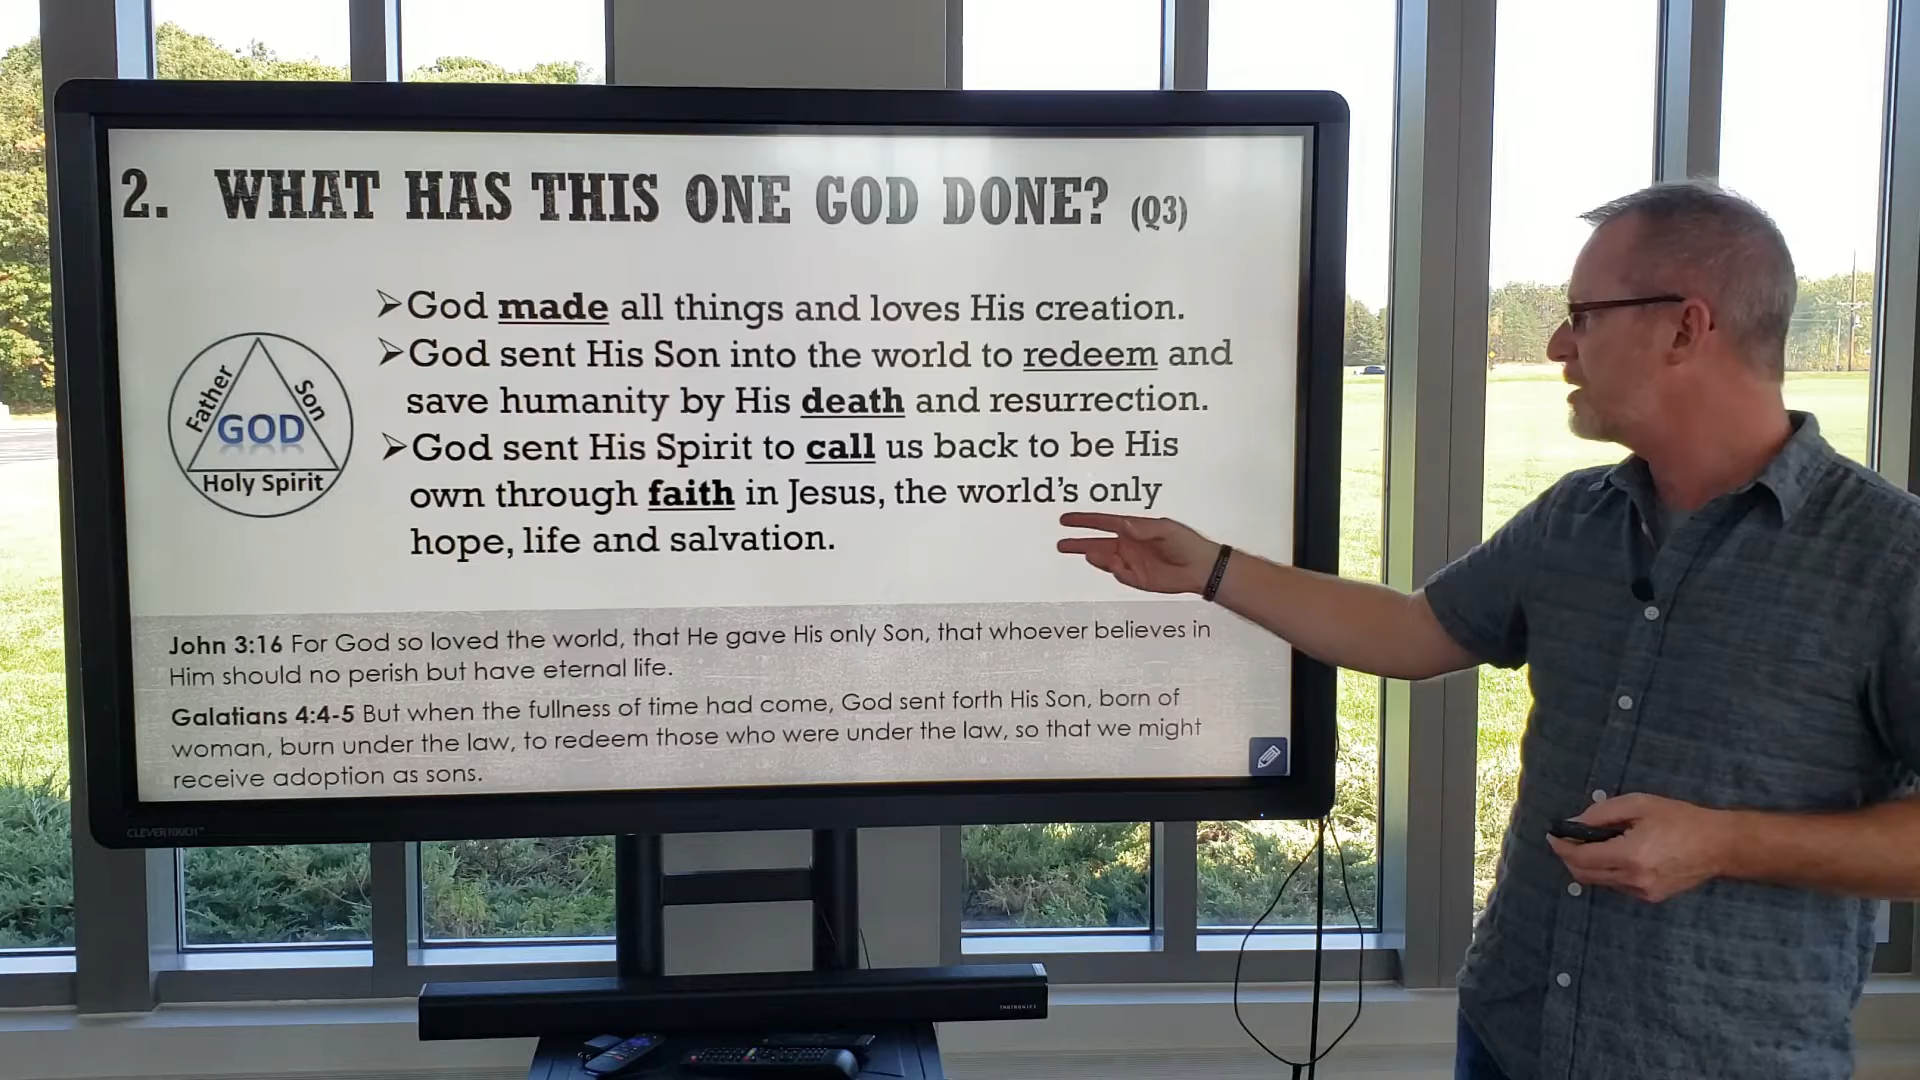 2. WHAT HAS THIS ONE GOD DONE? (Q3)
➢God made all things and loves His creation.
➢God sent His Son into the world to redeem and
save humanity by His death and resurrection.
➢God sent His Spirit to call us back to be His
own through faith in Jesus, the world's only
hope, life and salvation.
Father
Son
GOD
Holy Spirit
John 3:16 For God so loved the world, that He gave His only Son, that whoever believes in
Him should no perish but have eternal life.
Galatians 4:4-5 But when the fullness of time had come, God sent forth His Son, born of
woman, burn under the law, to redeem those who were under the law, so that we might
receive adoption as sons.
CLEVERTOUCH
TAOTRONICS